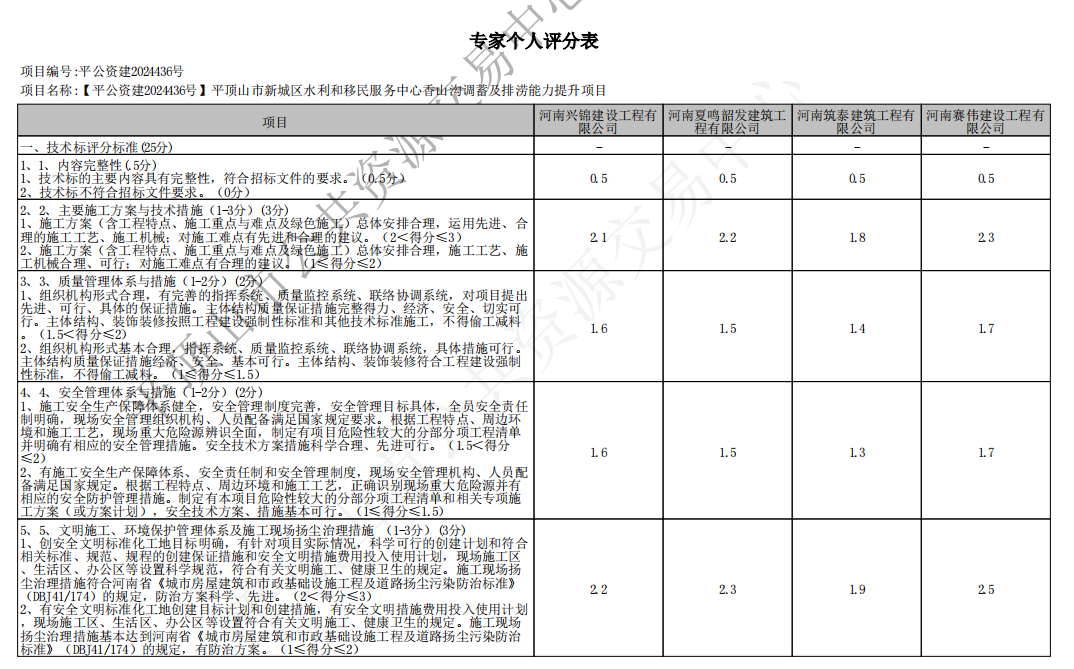 专家个人评分表
项目编号:平公资建2024436号
项目名称:【平公资建2024436号】平顶山市新城区水利和移民服务中心香山沟调蓄及排涝能力提升项目
项目 河南兴锦建设工程有限公司 河南夏鸣韶发建筑工程有限公司 河南筑泰建筑工程有限公司 河南赛伟建设工程有限公司
一、技术标评分标准(25分) - - - -
1、1、内容完整性(.5分)
1、技术标的主要内容具有完整性，符合招标文件的要求。（0.5分）
2、技术标不符合招标文件要求。（0分）
0.5 0.5 0.5 0.5
2、2、主要施工方案与技术措施（1-3分）(3分)
1、施工方案（含工程特点、施工重点与难点及绿色施工）总体安排合理，运用先进、合
理的施工工艺、施工机械；对施工难点有先进和合理的建议。（2＜得分≤3）
2、施工方案（含工程特点、施工重点与难点及绿色施工）总体安排合理，施工工艺、施
工机械合理、可行；对施工难点有合理的建议。（1≤得分≤2）
2.1 2.2 1.8 2.3
3、3、质量管理体系与措施（1-2分）(2分)
1、组织机构形式合理，有完善的指挥系统、质量监控系统、联络协调系统，对项目提出
先进、可行、具体的保证措施。主体结构质量保证措施完整得力、经济、安全、切实可
行。主体结构、装饰装修按照工程建设强制性标准和其他技术标准施工，不得偷工减料
。（1.5＜得分≤2）
2、组织机构形式基本合理，指挥系统、质量监控系统、联络协调系统，具体措施可行。
主体结构质量保证措施经济、安全、基本可行。主体结构、装饰装修符合工程建设强制
性标准，不得偷工减料。（1≤得分≤1.5）
1.6 1.5 1.4 1.7
4、4、安全管理体系与措施（1-2分）(2分)
1、施工安全生产保障体系健全，安全管理制度完善，安全管理目标具体，全员安全责任
制明确，现场安全管理组织机构、人员配备满足国家规定要求。根据工程特点、周边环
境和施工工艺，现场重大危险源辨识全面，制定有项目危险性较大的分部分项工程清单
并明确有相应的安全管理措施。安全技术方案措施科学合理、先进可行。（1.5＜得分
≤2）
2、有施工安全生产保障体系、安全责任制和安全管理制度，现场安全管理机构、人员配
备满足国家规定。根据工程特点、周边环境和施工工艺，正确识别现场重大危险源并有
相应的安全防护管理措施。制定有本项目危险性较大的分部分项工程清单和相关专项施
工方案（或方案计划），安全技术方案、措施基本可行。（1≤得分≤1.5）
1.6 1.5 1.3 1.7
5、5、文明施工、环境保护管理体系及施工现场扬尘治理措施 （1-3分）(3分)
1、创安全文明标准化工地目标明确，有针对项目实际情况，科学可行的创建计划和符合
相关标准、规范、规程的创建保证措施和安全文明措施费用投入使用计划，现场施工区
、生活区、办公区等设置科学规范，符合有关文明施工、健康卫生的规定。施工现场扬
尘治理措施符合河南省《城市房屋建筑和市政基础设施工程及道路扬尘污染防治标准》
（DBJ41/174）的规定，防治方案科学、先进。（2＜得分≤3）
2、有安全文明标准化工地创建目标计划和创建措施，有安全文明措施费用投入使用计划
，现场施工区、生活区、办公区等设置符合有关文明施工、健康卫生的规定。施工现场
扬尘治理措施基本达到河南省《城市房屋建筑和市政基础设施工程及道路扬尘污染防治
标准》（DBJ41/174）的规定，有防治方案。（1≤得分≤2）
2.2 2.3 1.9 2.5
平顶山市公共资源交易中心
公共资源交易中心